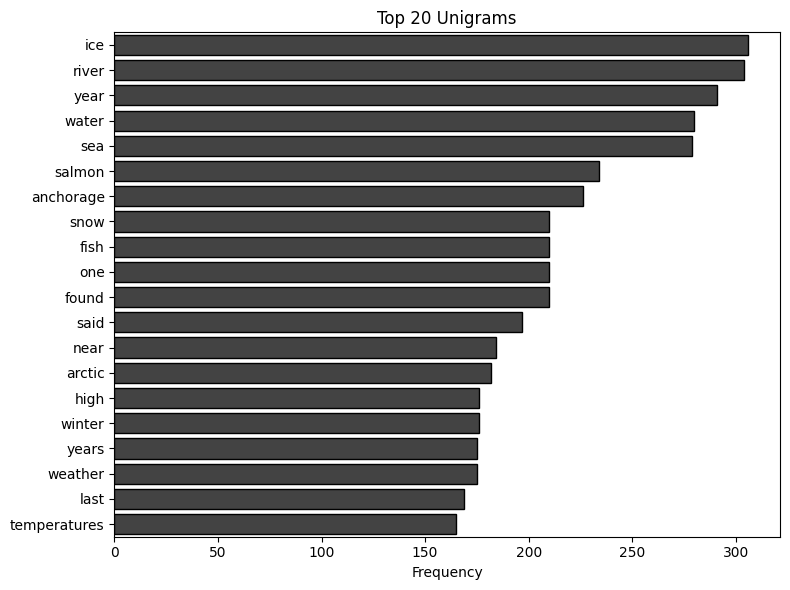 Top 20 Unigrams
ice
river
year
water
sea
salmon
anchorage
snow
fish
one
found
said
near
arctic
high
winter
years
weather
last
temperatures
0 50 100 150 200 250 300
Frequency